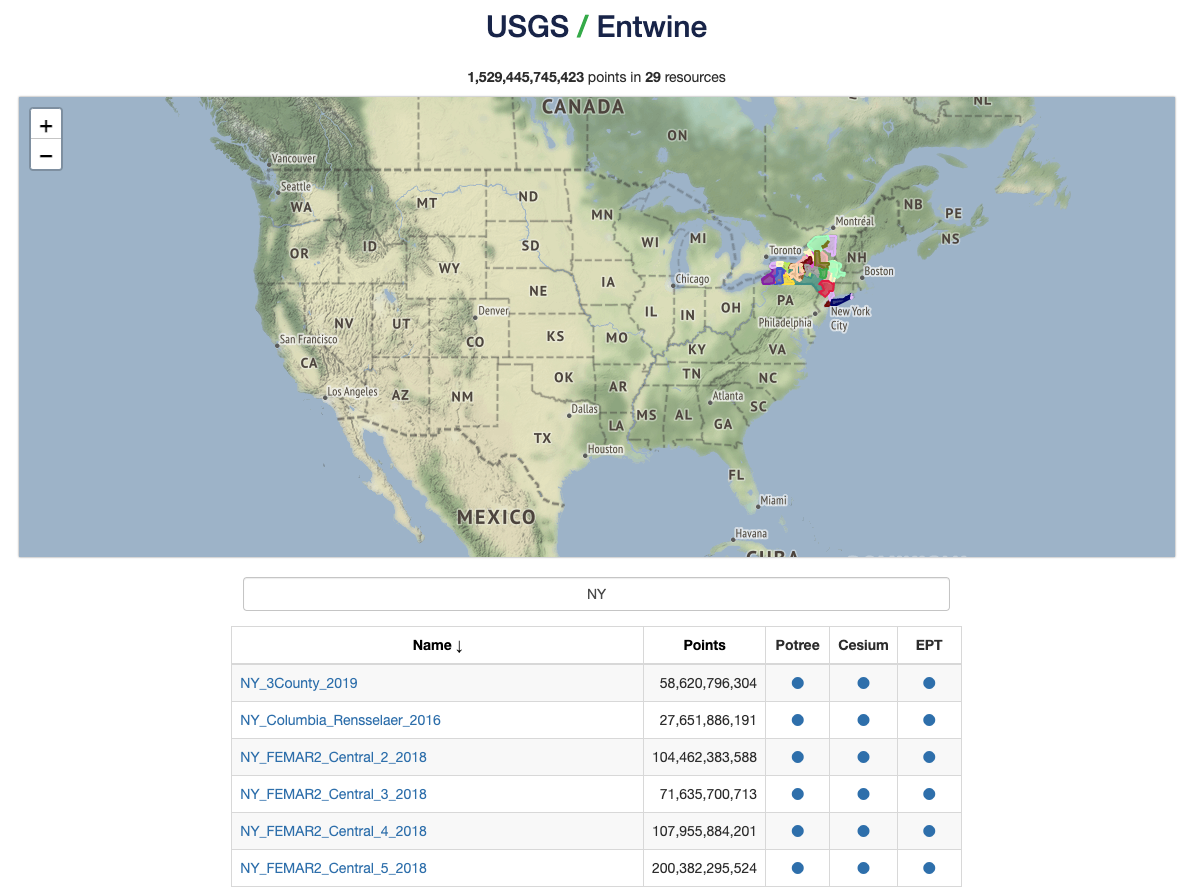 USGS / Entwine
1,529,445,745,423 points in 29 resources
+
−
CANADA
NL
ON
Vancouver
Seattle
WA
MT
ND
MN
NB
PE
NS
Montréal
OR
ID
SD
WI
MI
Toronto
NH
Boston
WY
Chicago
IA
NE
PA
OH
IL
IN
New York
City
Philadelphia
NV
UT
Denver
CO
KS
MO
KY
VA
San Francisco
CA
TN
NC
OK
AR
Los Angeles
AZ
NM
Atlanta
SC
Dallas
MS
AL
GA
LA
TX
Houston
FL
Miami
MEXICO
Havana
CUBA
NY
Name ↓ Points Potree Cesium EPT
NY_3County_2019 58,620,796,304
NY_Columbia_Rensselaer_2016 27,651,886,191
NY_FEMAR2_Central_2_2018 104,462,383,588
NY_FEMAR2_Central_3_2018 71,635,700,713
NY_FEMAR2_Central_4_2018 107,955,884,201
NY_FEMAR2_Central_5_2018 200,382,295,524